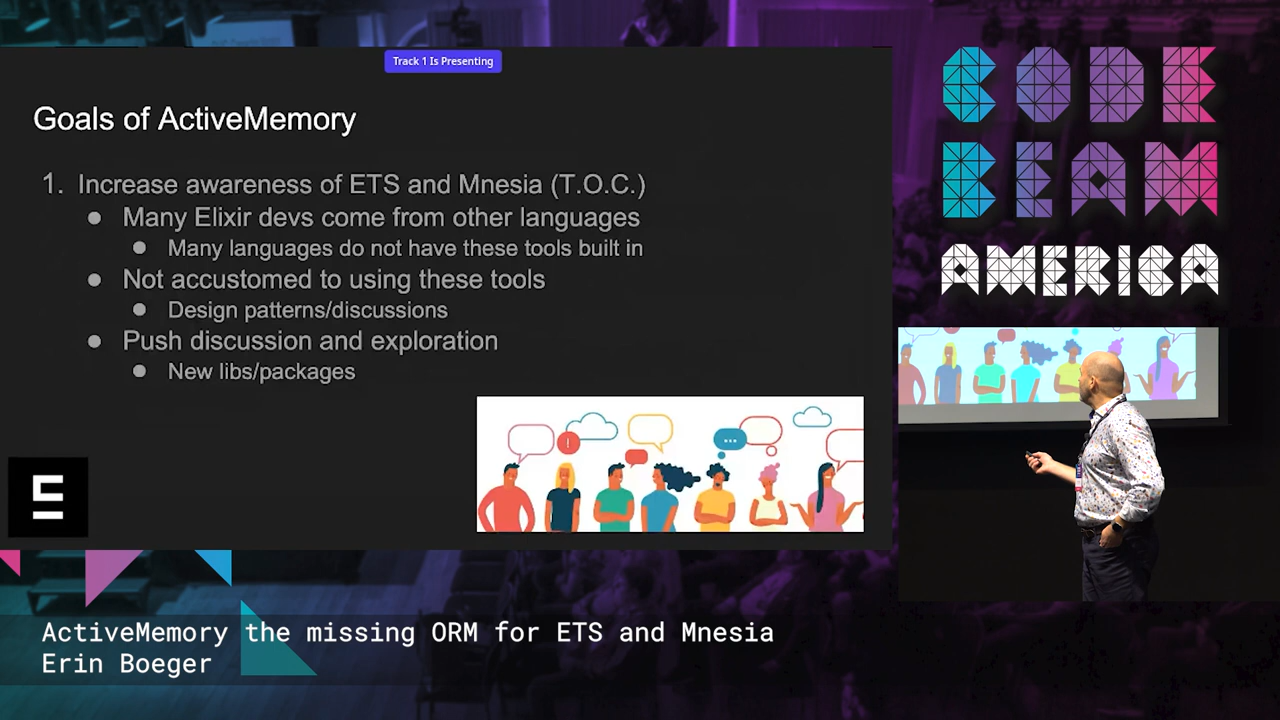 Track 1 Is Presenting
Goals of ActiveMemory
1. Increase awareness of ETS and Mnesia (T.O.C.)
● Many Elixir devs come from other languages
● Many languages do not have these tools built in
● Not accustomed to using these tools
● Design patterns/discussions
● Push discussion and exploration
● New libs/packages
CODE
BEAM
AMERICA
ActiveMemory the missing ORM for ETS and Mnesia
Erin Boeger